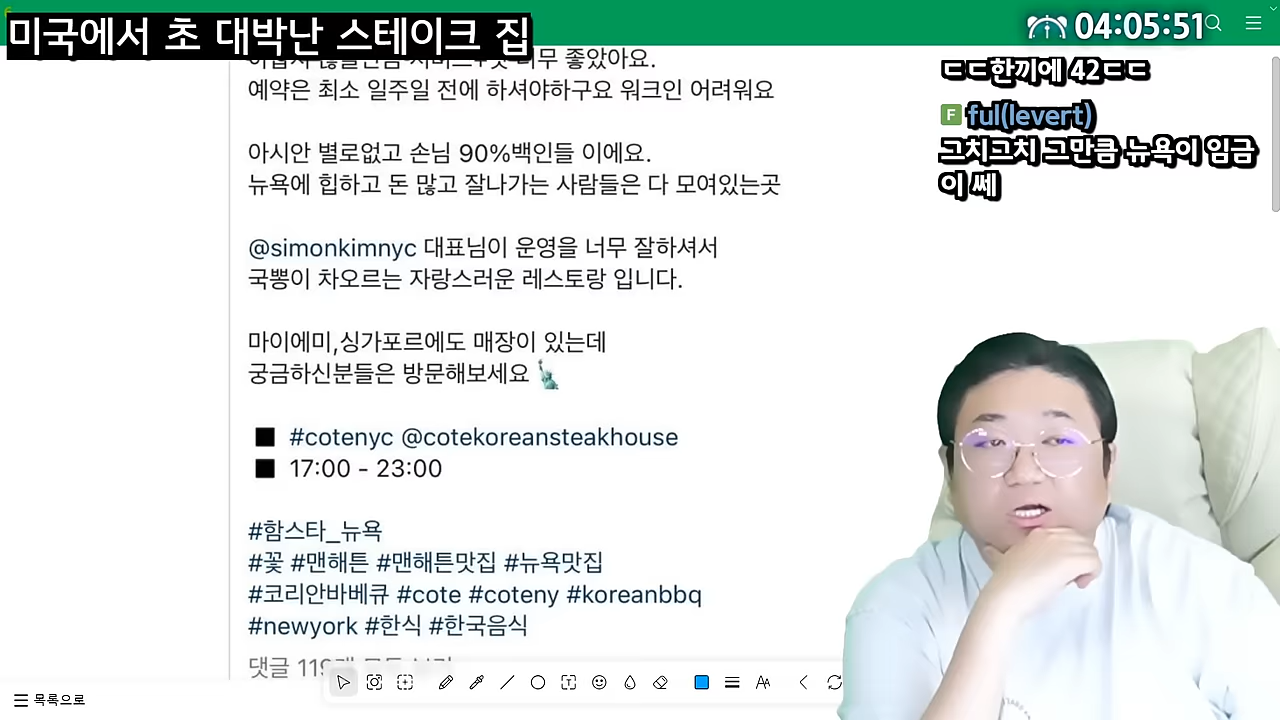 미국에서 초 대박난 스테이크 집
04:05:51
ㄷㄷ한끼에 42ㄷㄷ
F ful(levert)
그치그치 그만큼 뉴욕이 임금
이 쎄
너무 좋았아요.
예약은 최소 일주일 전에 하셔야하구요 워크인 어려워요
아시안 별로없고 손님 90%백인들 이에요.
뉴욕에 힙하고 돈 많고 잘나가는 사람들은 다 모여있는곳
@simonkimnyc 대표님이 운영을 너무 잘하셔서
국뽕이 차오르는 자랑스러운 레스토랑 입니다.
마이에미,싱가포르에도 매장이 있는데
궁금하신분들은 방문해보세요 🗽
■ #cotenyc @cotekoreansteakhouse
■ 17:00 - 23:00
#함스타_뉴욕
#꽃 #맨해튼 #맨해튼맛집 #뉴욕맛집
#코리안바베큐 #cote #coteny #koreanbbq
#newyork #한식 #한국음식
댓글
목록으로